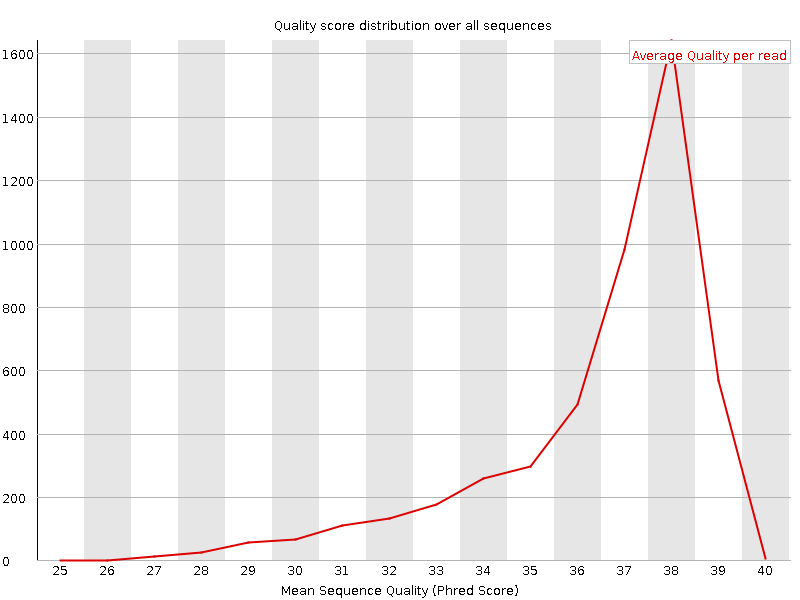 Quality score distribution over all sequences
Average Quality per read
1600
1400
1200
1000
800
600
400
200
0
25 26 27 28 29 30 31 32 33 34 35 36 37 38 39 40
Mean Sequence Quality (Phred Score)